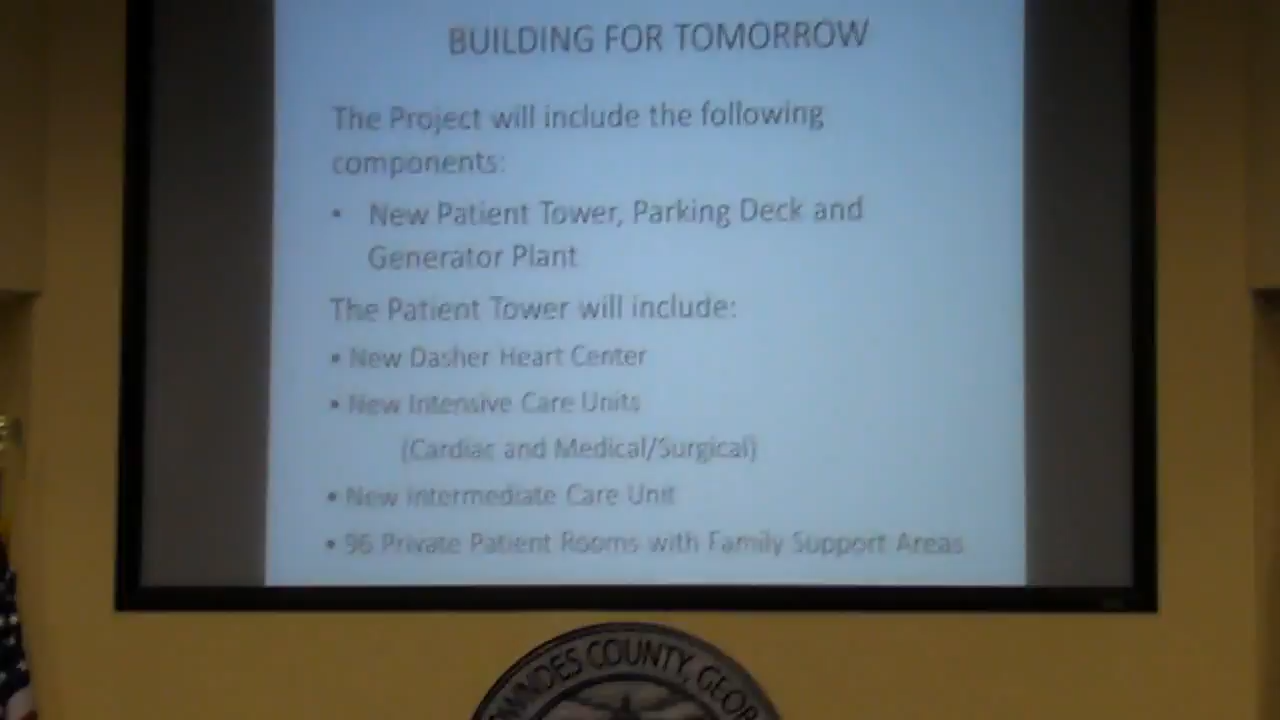 BUILDING FOR TOMORROW
The Project will include the following
components:
• New Patient Tower, Parking Deck and
Generator Plant
The Patient Tower will include:
• New Dasher Heart Center
• New Intensive Care Units
(Cardiac and Medical/Surgical)
• New Intermediate Care Unit
• 96 Private Patient Rooms with Family Support Areas
OWNDES COUNTY, GEOR